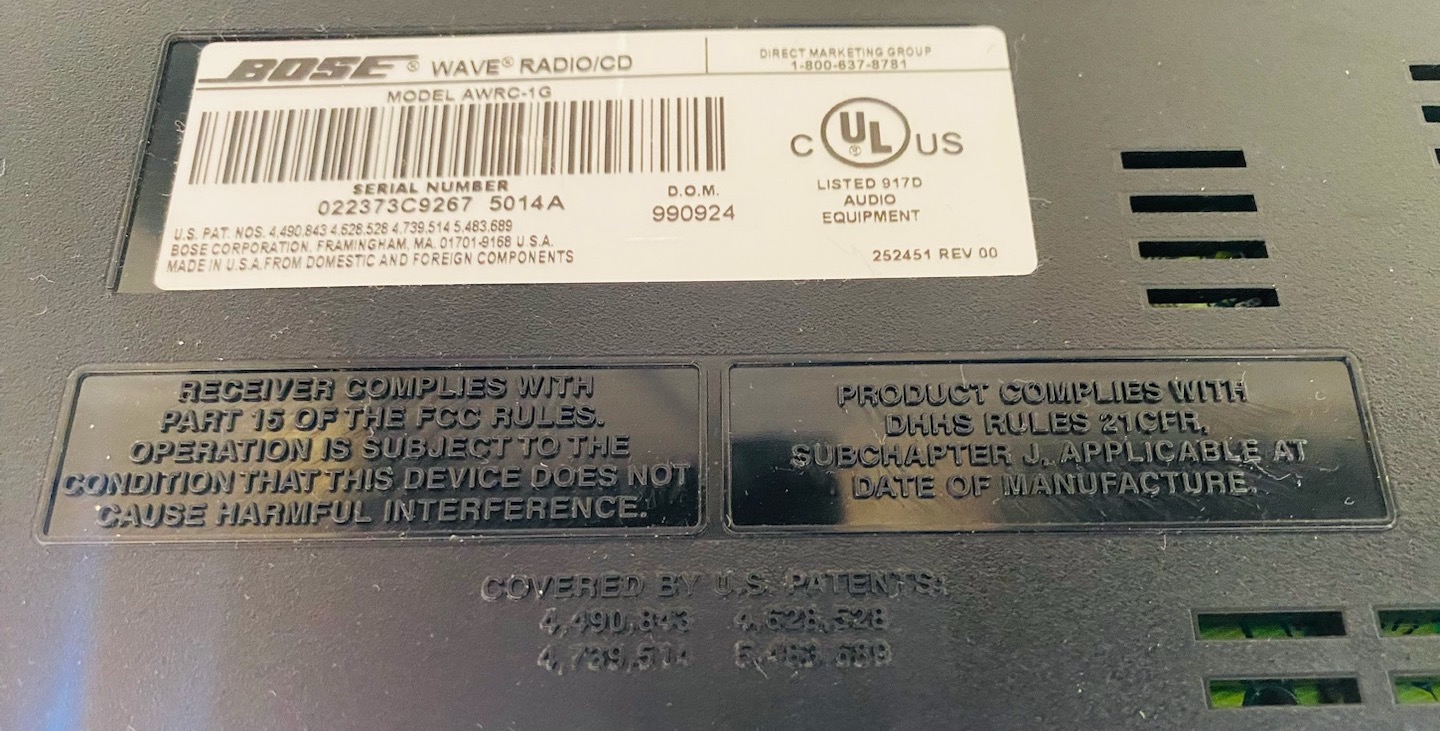 BOSE® WAVE® RADIO/CD
DIRECT MARKETING GROUP
1-800-637-8781
MODEL AWRC-1G
SERIAL NUMBER
022373C9267 5014A
D.O.M.
990924
C UL® US
LISTED 917D
AUDIO
EQUIPMENT
U.S. PAT. NOS. 4,490,843 4,628,528 4,739,514 5,483,689
BOSE CORPORATION, FRAMINGHAM, MA. 01701-9168 U.S.A.
MADE IN U.S.A.FROM DOMESTIC AND FOREIGN COMPONENTS
252451 REV 00
RECEIVER COMPLIES WITH
PART 15 OF THE FCC RULES.
OPERATION IS SUBJECT TO THE
CONDITION THAT THIS DEVICE DOES NOT
CAUSE HARMFUL INTERFERENCE.
PRODUCT COMPLIES WITH
DHHS RULES 21CFR,
SUBCHAPTER J, APPLICABLE AT
DATE OF MANUFACTURE.
COVERED BY U.S. PATENTS:
4,490,843 4,628,528
4,739,514 5,483,689